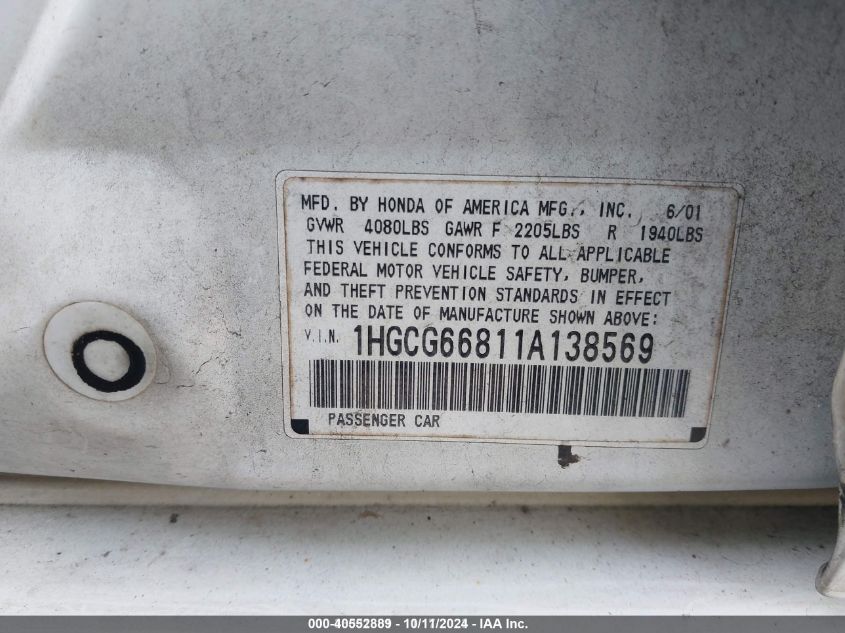 MFD. BY HONDA OF AMERICA MFG., INC. 6/01
GVWR 4080LBS GAWR F 2205LBS R 1940LBS
THIS VEHICLE CONFORMS TO ALL APPLICABLE
FEDERAL MOTOR VEHICLE SAFETY, BUMPER,
AND THEFT PREVENTION STANDARDS IN EFFECT
ON THE DATE OF MANUFACTURE SHOWN ABOVE:
V.I.N. 1HGCG66811A138569
PASSENGER CAR
O
000-40552889 - 10/11/2024 - IAA Inc.